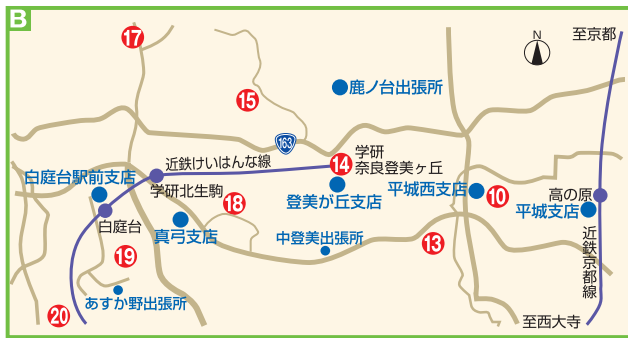 B
17
N
至京都
15
鹿ノ台出張所
163
近鉄けいはんな線
14
学研
奈良登美ヶ丘
白庭台駅前支店
学研北生駒
登美が丘支店
平城西支店
10
高の原
平城支店
18
白庭台
真弓支店
中登美出張所
13
近鉄京都線
19
あすか野出張所
20
至西大寺